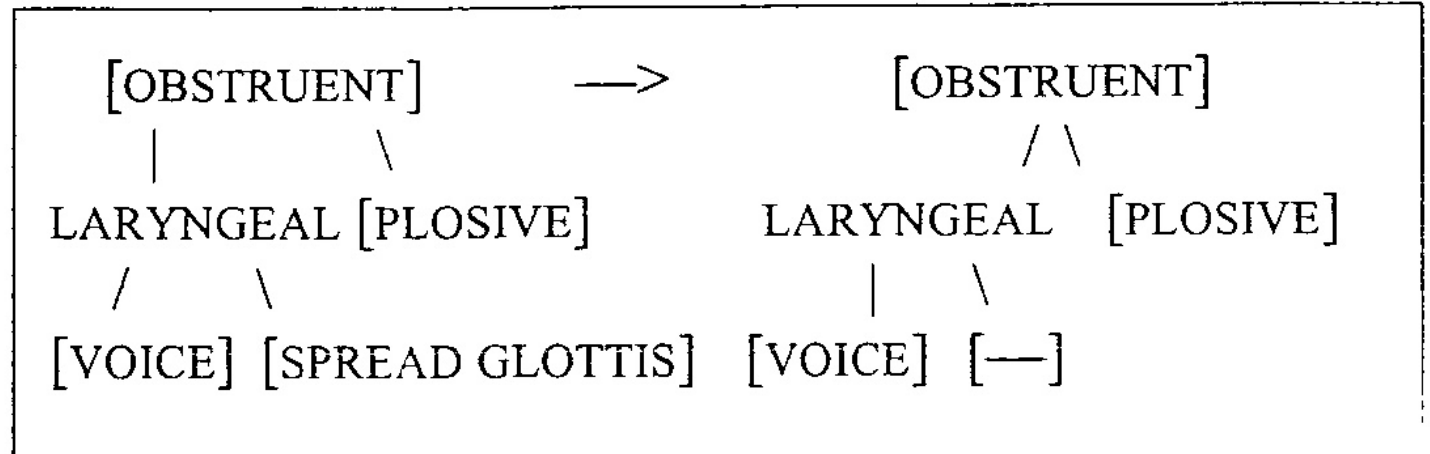 [OBSTRUENT] —> [OBSTRUENT]
LARYNGEAL [PLOSIVE] LARYNGEAL [PLOSIVE]
[VOICE] [SPREAD GLOTTIS] [VOICE] [—]